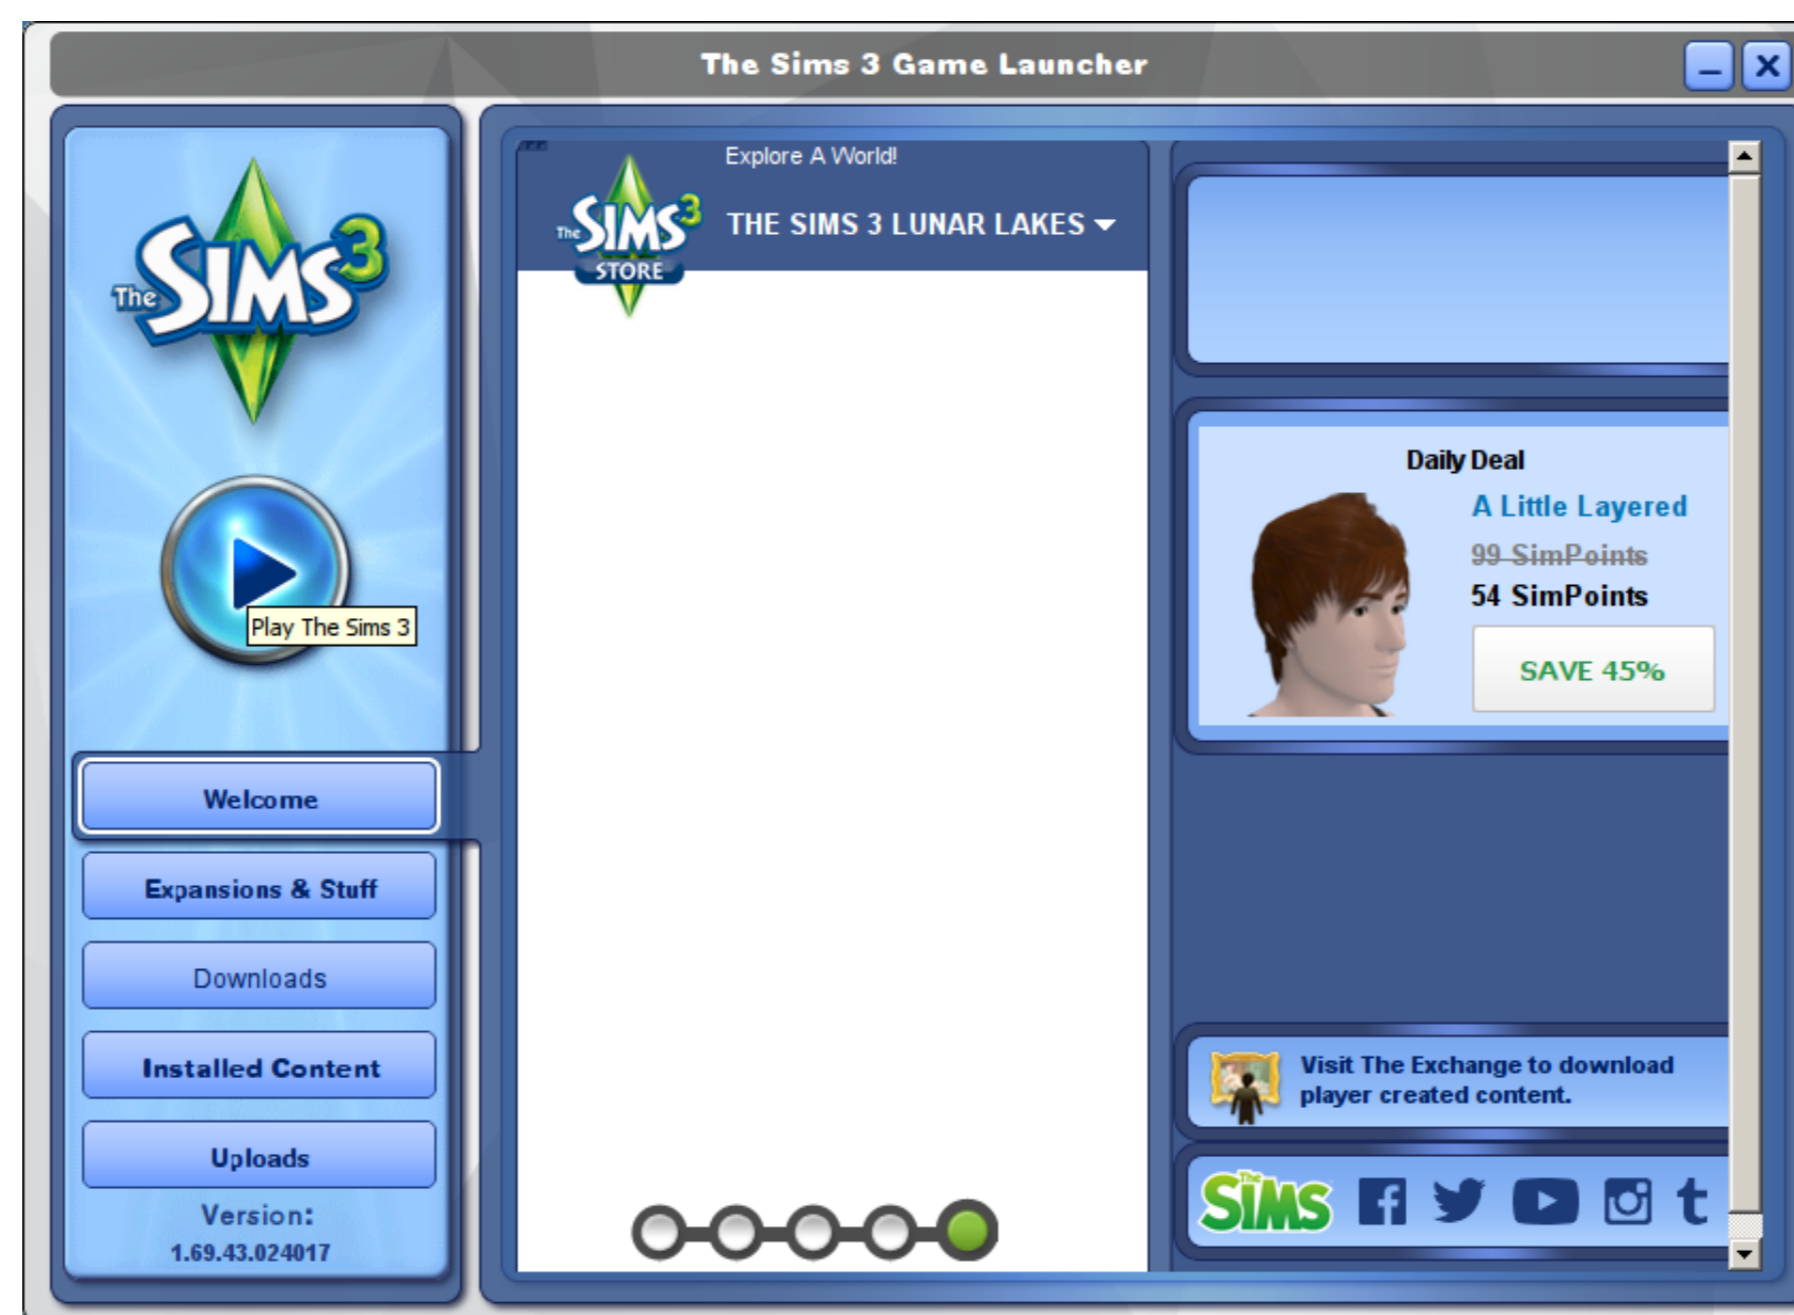 The Sims 3 Game Launcher
The SIMS 3
Play The Sims 3
Welcome
Expansions & Stuff
Downloads
Installed Content
Uploads
Version:
1.69.43.024017
The SIMS 3
STORE
Explore A World!
THE SIMS 3 LUNAR LAKES
Daily Deal
A Little Layered
99 SimPoints
54 SimPoints
SAVE 45%
Visit The Exchange to download
player created content.
The SIMS